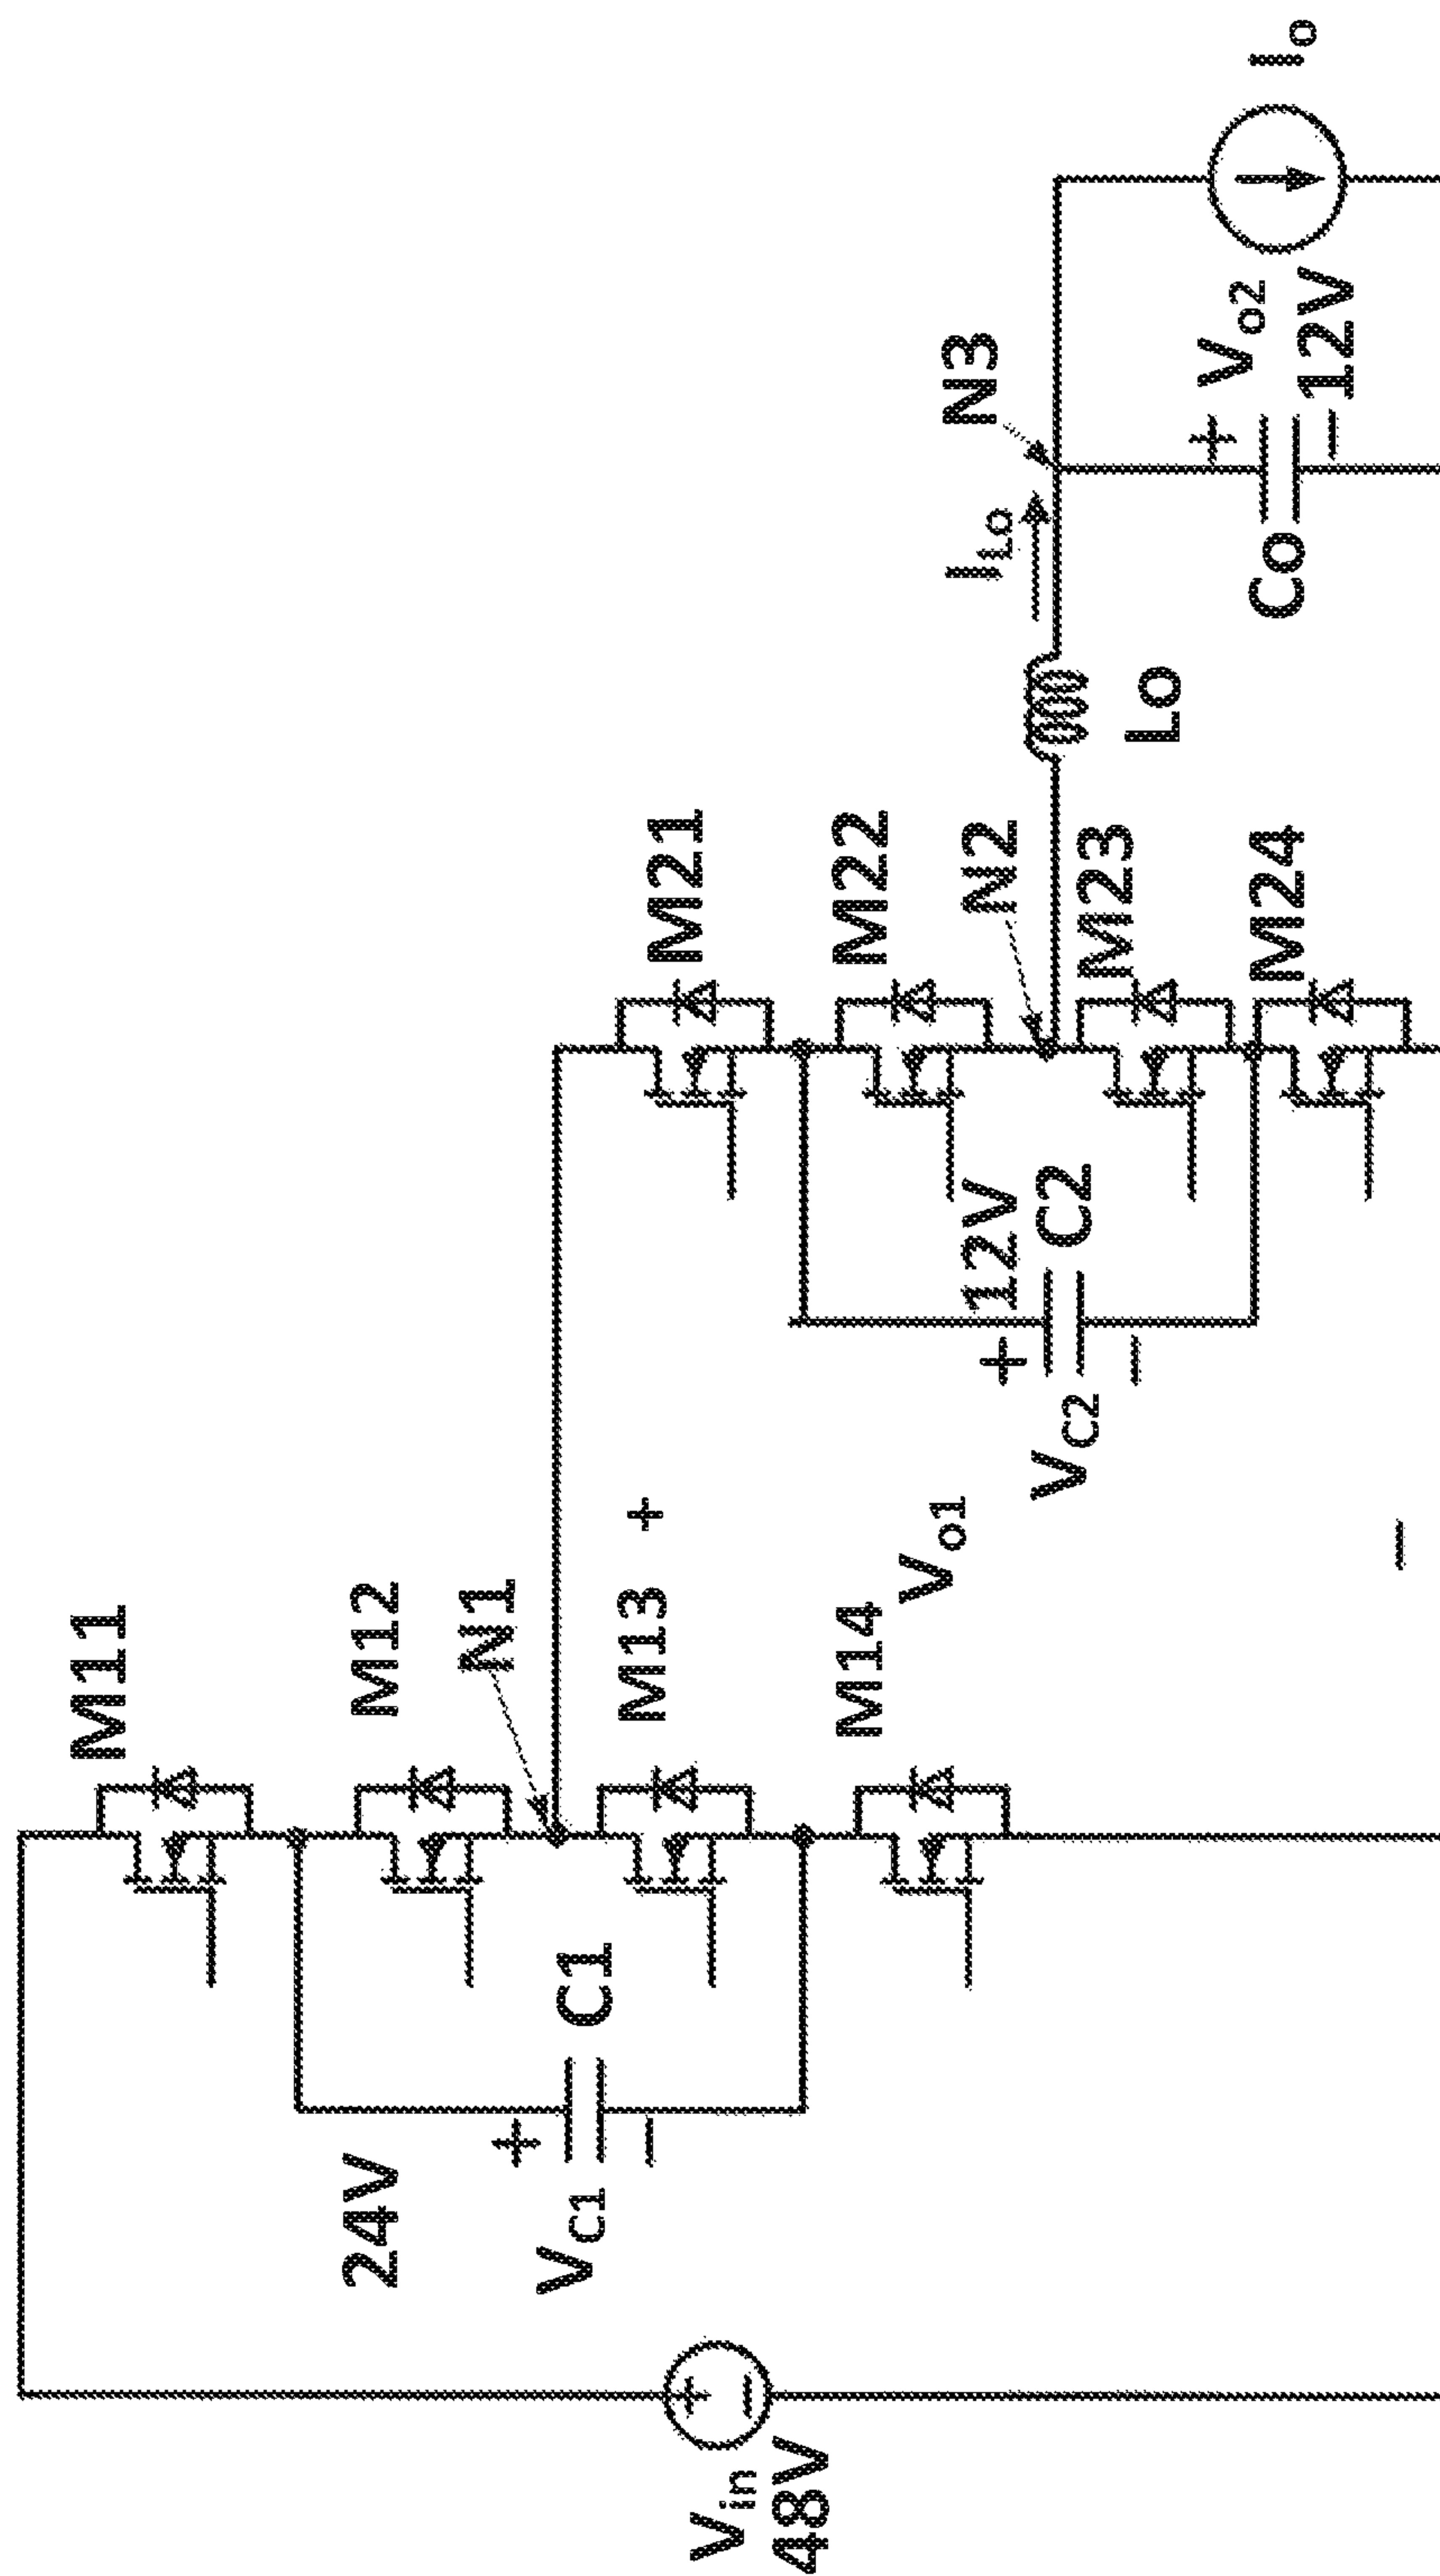 Vin
48V
24V
VC1
+
−
C1
M11
M12
N1
M13
M14
+
Vo1
−
VC2
+
−
12V
C2
M21
M22
N2
M23
M24
Lo
ILo
N3
Co
+
−
Vo2
12V
Io
+
−